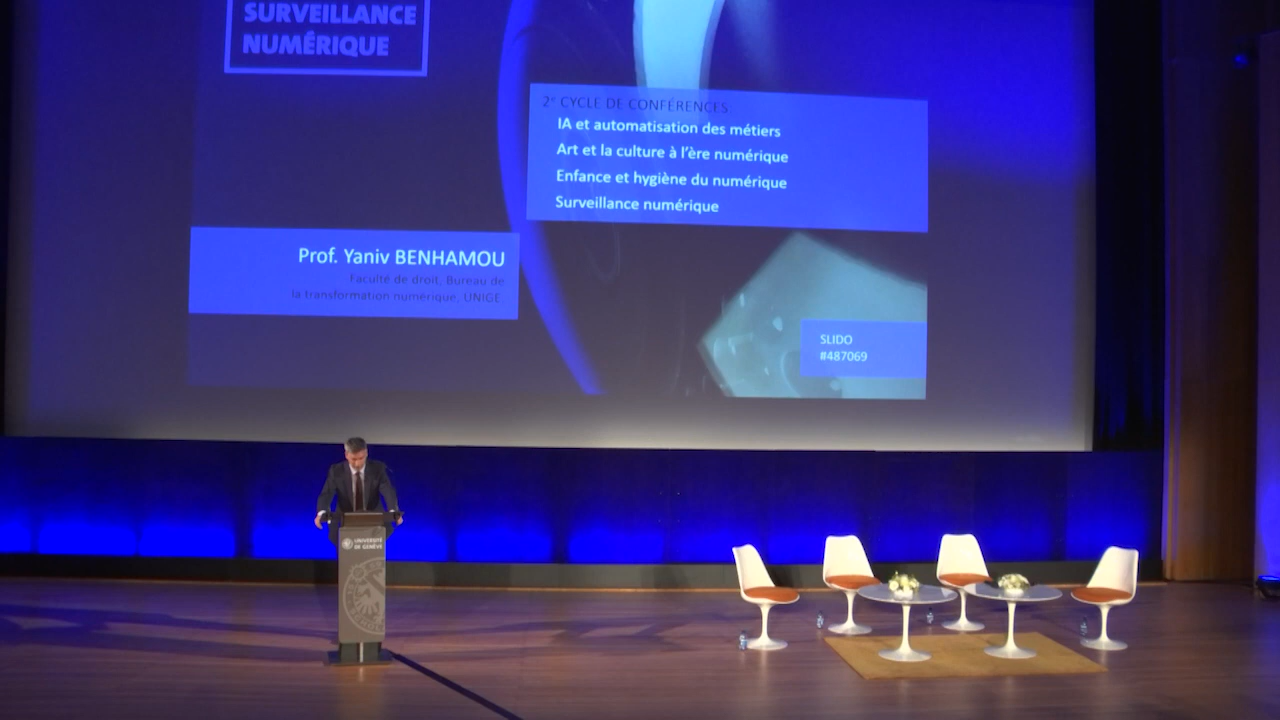 SURVEILLANCE
NUMÉRIQUE
2e CYCLE DE CONFÉRENCES
IA et automatisation des métiers
Art et la culture à l'ère numérique
Enfance et hygiène du numérique
Surveillance numérique
Prof. Yaniv BENHAMOU
Faculté de droit, Bureau de
la transformation numérique, UNIGE
SLIDO
#487069
UNIVERSITÉ
DE GENÈVE